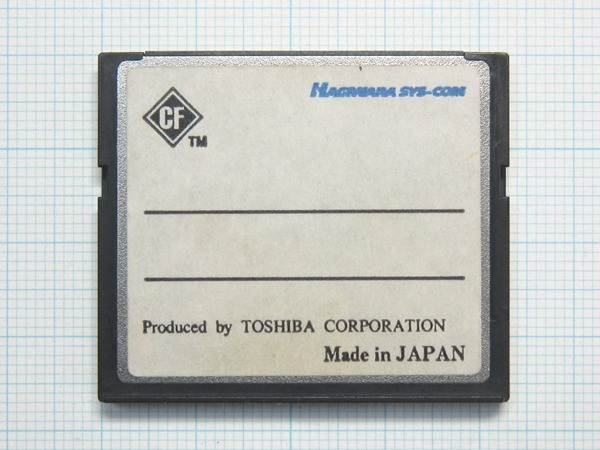 HAGIWARA SYS-COM
CF
TM
Produced by TOSHIBA CORPORATION
Made in JAPAN